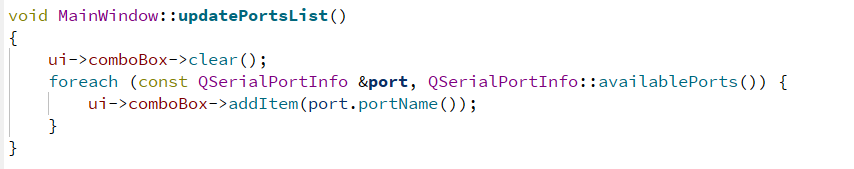 void MainWindow::updatePortsList()
{
    ui->comboBox->clear();
    foreach (const QSerialPortInfo &port, QSerialPortInfo::availablePorts()) {
        ui->comboBox->addItem(port.portName());
    }
}